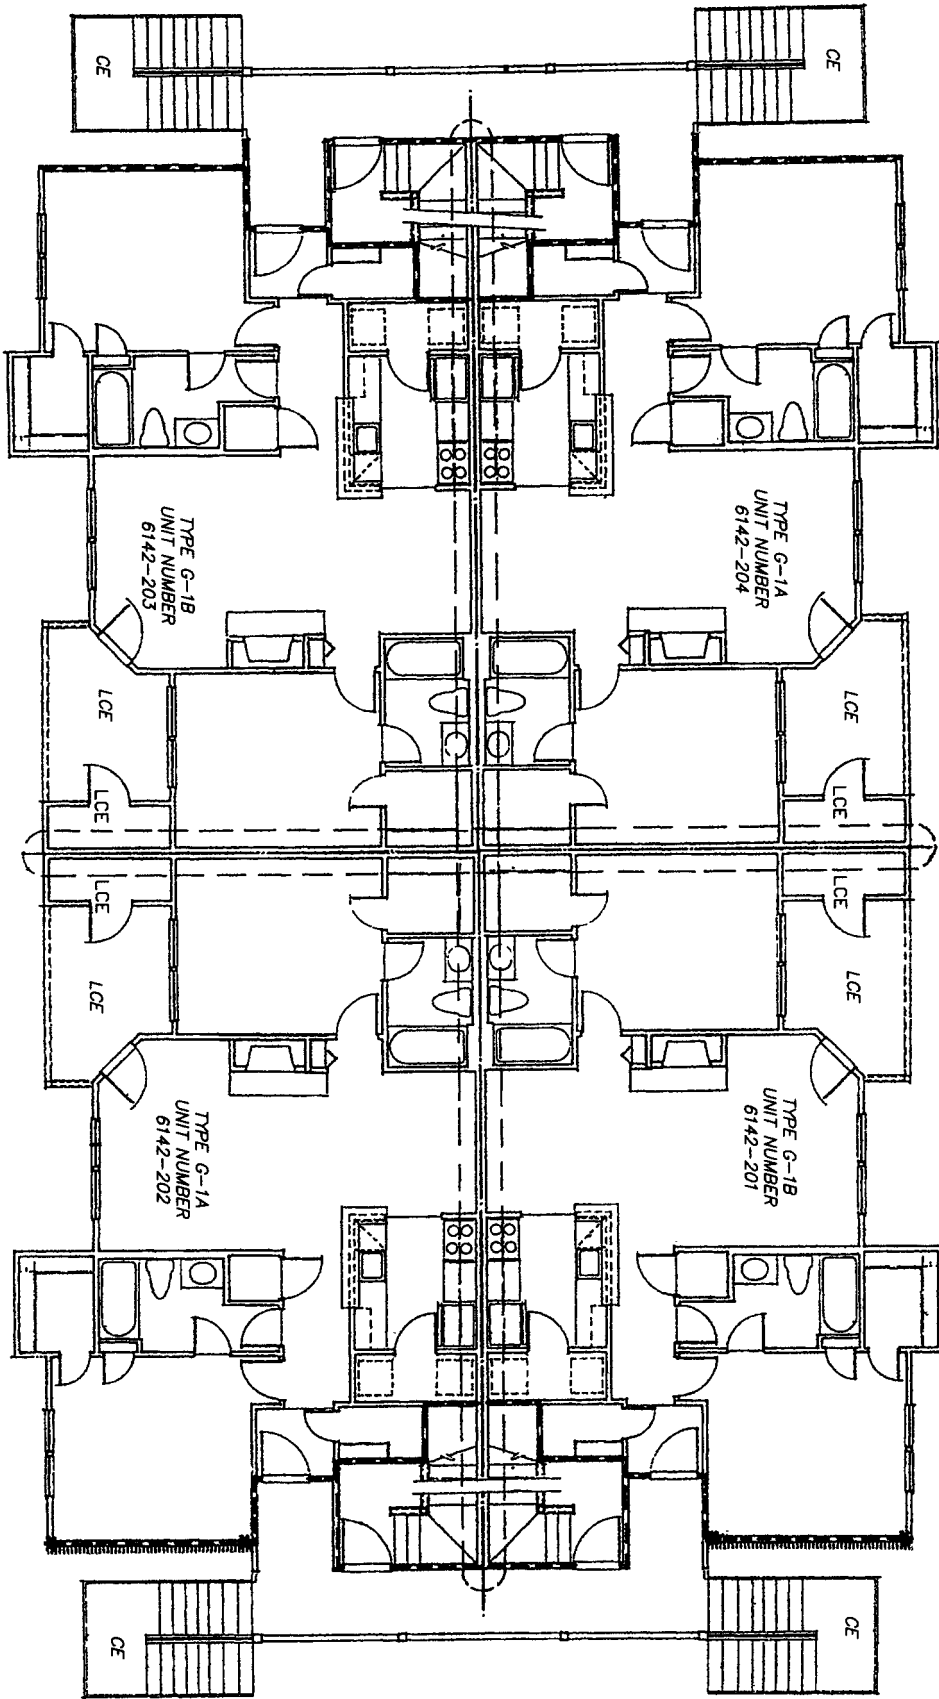 CE
CE
TYPE G-1B
UNIT NUMBER
6142-203
TYPE G-1A
UNIT NUMBER
6142-204
LCE
LCE
LCE
LCE
LCE
LCE
LCE
LCE
TYPE G-1A
UNIT NUMBER
6142-202
TYPE G-1B
UNIT NUMBER
6142-201
CE
CE